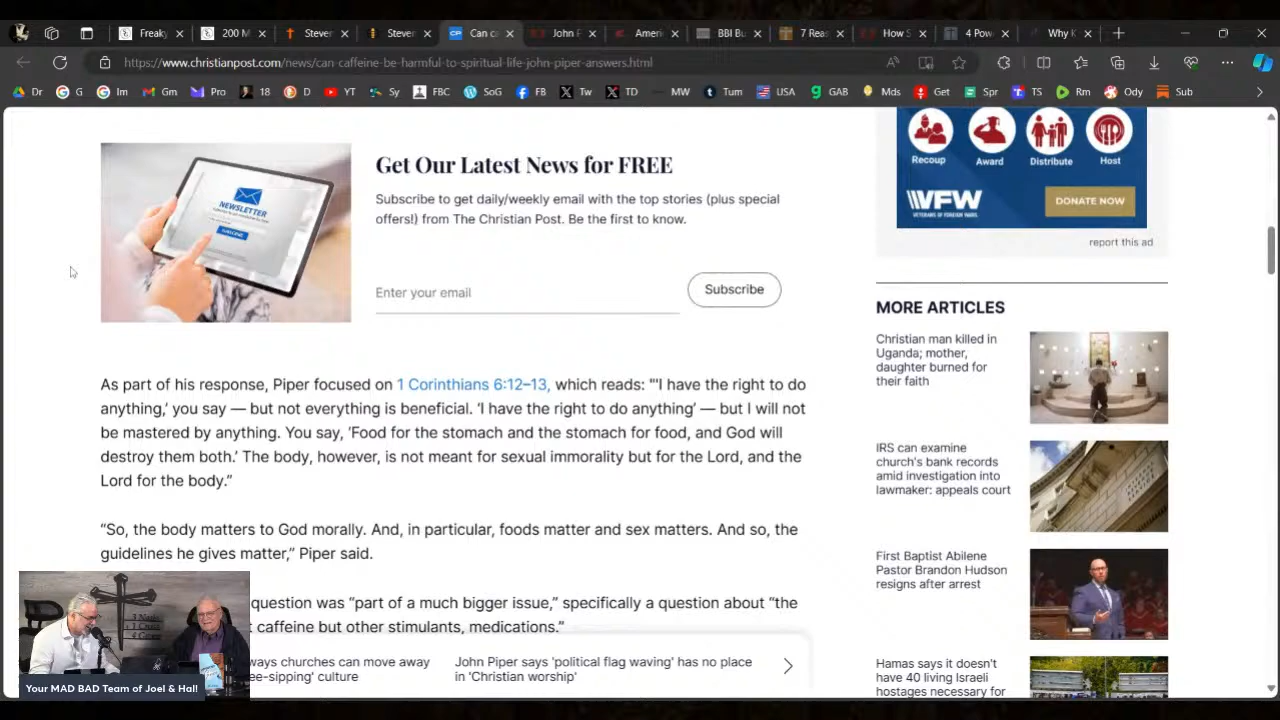 Freaky
200 M
Stever
Steve
Can ca
John F
Ameri
BBI Bu
7 Reas
How S
4 Pow
Why K
https://www.christianpost.com/news/can-caffeine-be-harmful-to-spiritual-life-john-piper-answers.html
Dr
G
Im
Gm
Pro
18
D
YT
Sy
FBC
SoG
FB
Tw
TD
MW
Tum
USA
GAB
Mds
Get
Spr
TS
Rm
Ody
Sub
Recoup
Award
Distribute
Host
VFW
VETERANS OF FOREIGN WARS
DONATE NOW
report this ad
NEWSLETTER
SUBSCRIBE
Get Our Latest News for FREE
Subscribe to get daily/weekly email with the top stories (plus special
offers!) from The Christian Post. Be the first to know.
Enter your email
Subscribe
As part of his response, Piper focused on 1 Corinthians 6:12–13, which reads: “‘I have the right to do
anything,’ you say — but not everything is beneficial. ‘I have the right to do anything’ — but I will not
be mastered by anything. You say, ‘Food for the stomach and the stomach for food, and God will
destroy them both.’ The body, however, is not meant for sexual immorality but for the Lord, and the
Lord for the body.”
“So, the body matters to God morally. And, in particular, foods matter and sex matters. And so, the
guidelines he gives matter,” Piper said.
question was “part of a much bigger issue,” specifically a question about “the
caffeine but other stimulants, medications.”
ways churches can move away
ee-sipping' culture
John Piper says 'political flag waving' has no place
in 'Christian worship'
MORE ARTICLES
Christian man killed in
Uganda; mother,
daughter burned for
their faith
IRS can examine
church's bank records
amid investigation into
lawmaker: appeals court
First Baptist Abilene
Pastor Brandon Hudson
resigns after arrest
Hamas says it doesn't
have 40 living Israeli
hostages necessary for
Your MAD BAD Team of Joel & Hal!